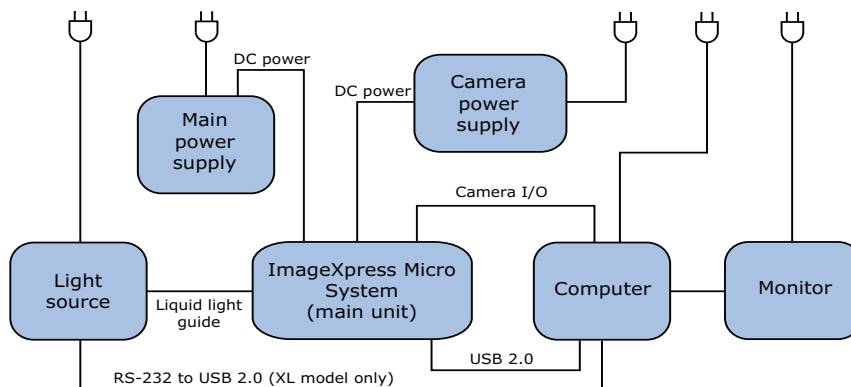 DC power
Main
power
supply
DC power
Camera
power
supply
Camera I/O
Light
source
Liquid light
guide
ImageXpress Micro
System
(main unit)
Computer
Monitor
USB 2.0
RS-232 to USB 2.0 (XL model only)